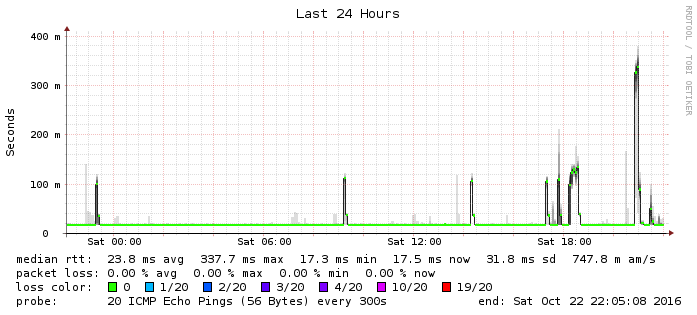 Last 24 Hours
RRDTOOL / TOBI OETIKER
400 m
300 m
200 m
100 m
0
Seconds
Sat 00:00 Sat 06:00 Sat 12:00 Sat 18:00
median rtt: 23.8 ms avg 337.7 ms max 17.3 ms min 17.5 ms now 31.8 ms sd 747.8 m am/s
packet loss: 0.00 % avg 0.00 % max 0.00 % min 0.00 % now
loss color: 0 1/20 2/20 3/20 4/20 10/20 19/20
probe: 20 ICMP Echo Pings (56 Bytes) every 300s end: Sat Oct 22 22:05:08 2016